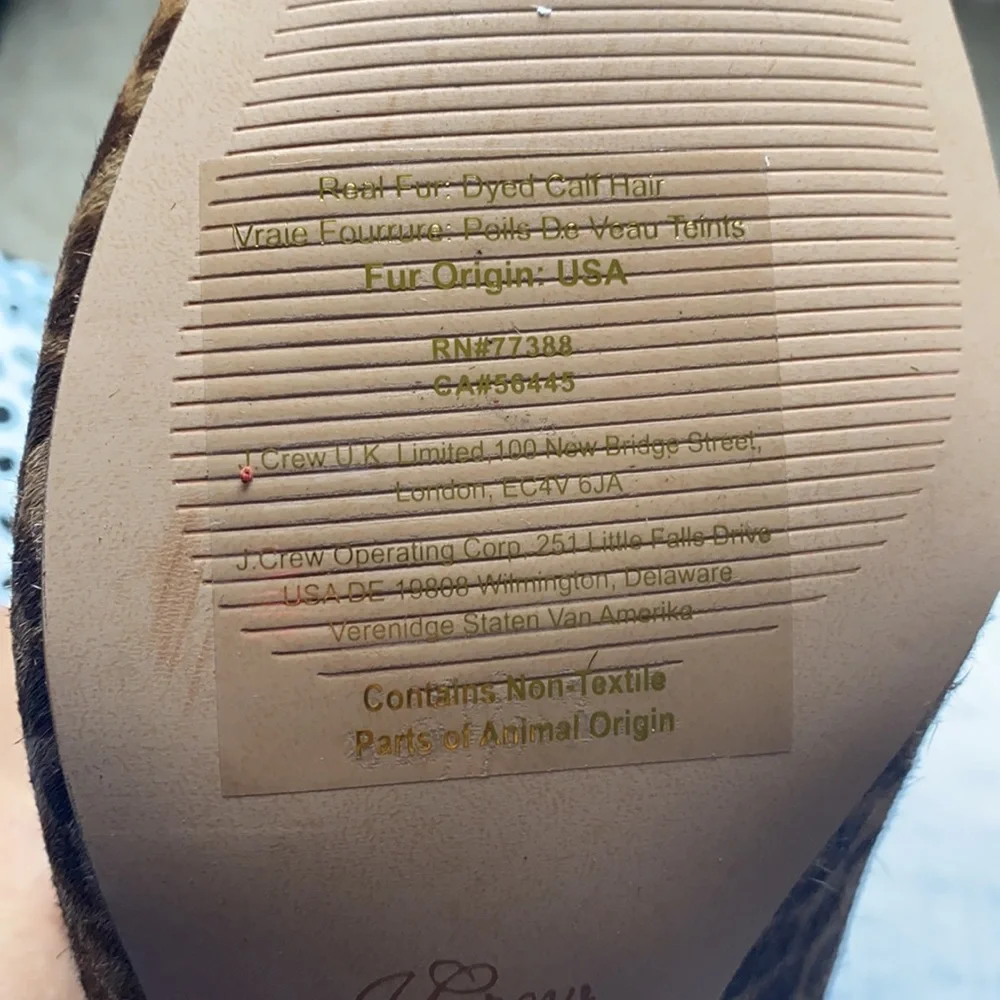 Real Fur: Dyed Calf Hair
Vraie Fourrure: Poils De Veau Teints
Fur Origin: USA
RN#77388
CA#56445
J.Crew U.K. Limited,100 New Bridge Street,
London, EC4V 6JA
J.Crew Operating Corp. 251 Little Falls Drive
USA DE 19808 Wilmington, Delaware
Verenidge Staten Van Amerika
Contains Non-Textile
Parts of Animal Origin
J.Crew